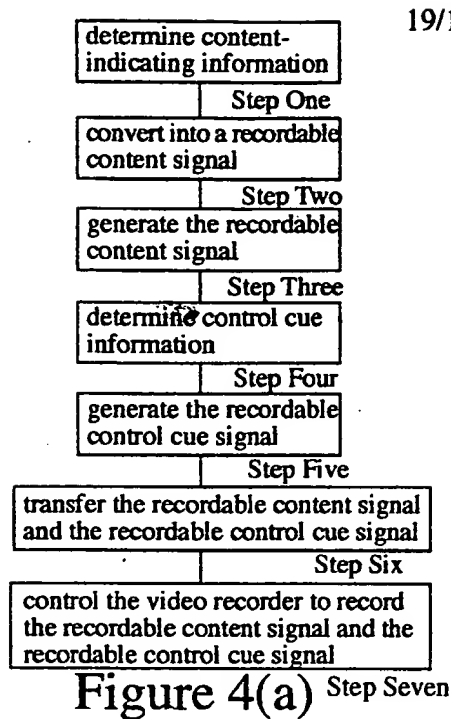 19/1
determine content-
indicating information
Step One
convert into a recordable
content signal
Step Two
generate the recordable
content signal
Step Three
determine control cue
information
Step Four
generate the recordable
control cue signal
Step Five
transfer the recordable content signal
and the recordable control cue signal
Step Six
control the video recorder to record
the recordable content signal and the
recordable control cue signal
Figure 4(a) Step Seven